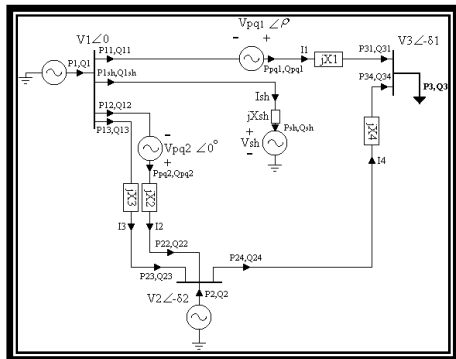 Vpq1 ∠ρ
V1∠0
P11,Q11
- +
I1
P31,Q31
V3∠-δ1
P1,Q1
jX1
Ppq1,Qpq1
P1sh,Q1sh
P34,Q34
Ish
P3,Q3
P12,Q12
P13,Q13
jXsh
Psh,Qsh
jX4
-
Vpq2 ∠0°
+
+
Vsh
-
Ppq2,Qpq2
I4
jX3
jX2
I3
I2
P22,Q22
P24,Q24
P23,Q23
P2,Q2
V2∠-δ2